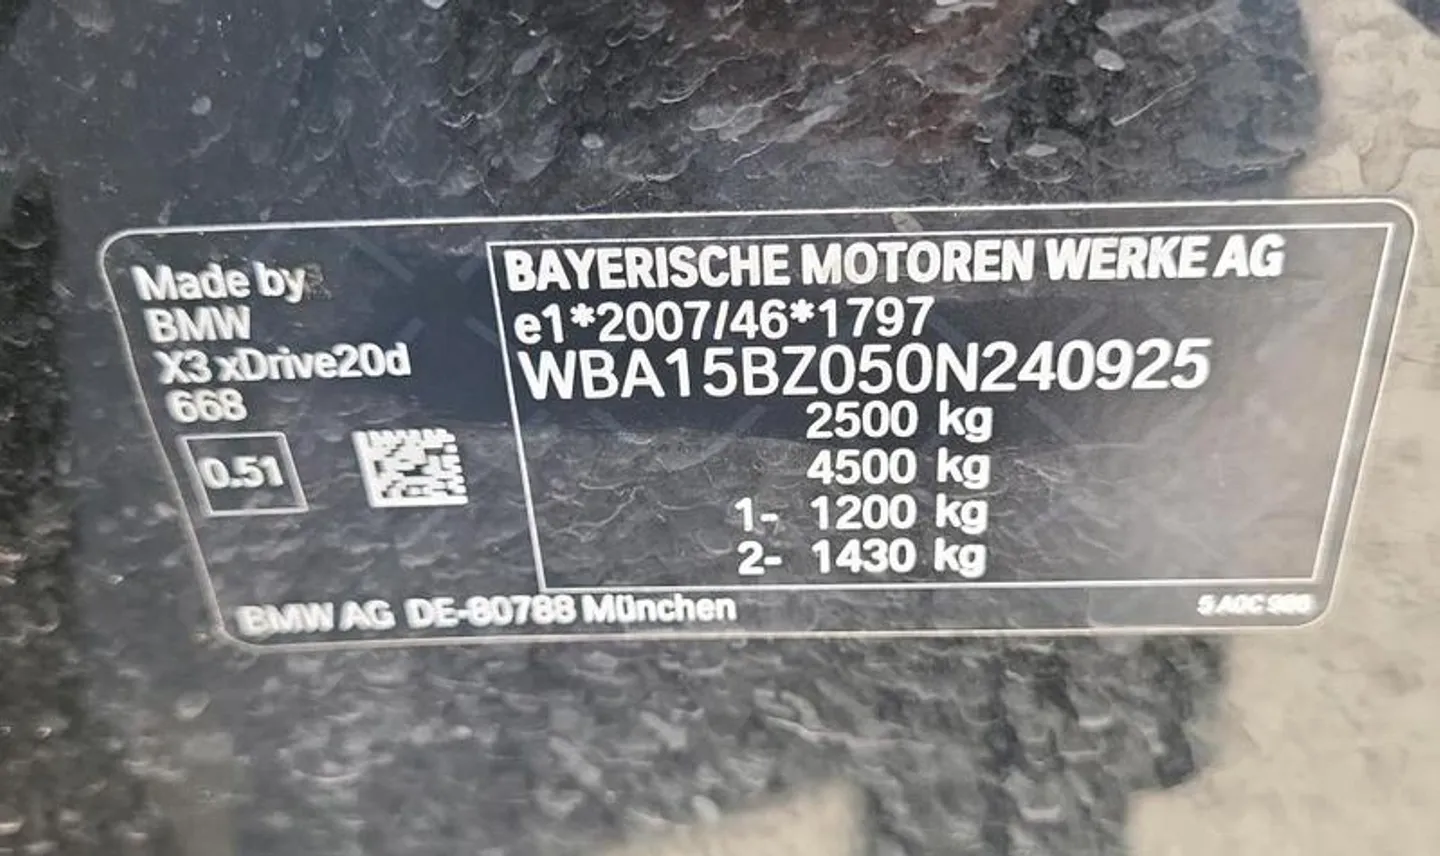 Made by
BMW
X3 xDrive20d
668
0.51
BAYERISCHE MOTOREN WERKE AG
e1*2007/46*1797
WBA15BZ050N240925
2500 kg
4500 kg
1- 1200 kg
2- 1430 kg
BMW AG DE-80788 München